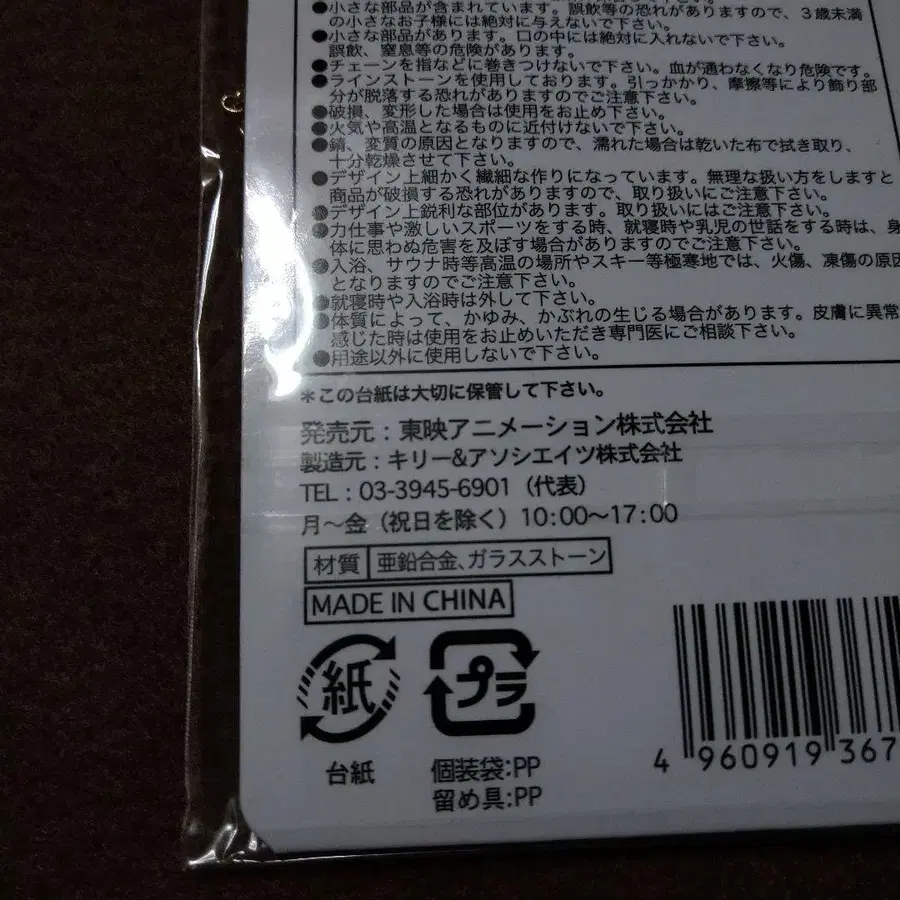 ●小さな部品が含まれています。誤飲等の恐れがありますので、3歳未満
の小さなお子様には絶対に与えないで下さい。
●小さな部品があります。口の中には絶対に入れないで下さい。
誤飲、窒息等の危険があります。
●チェーンを指などに巻きつけないで下さい。血が通わなくなり危険です。
●ラインストーンを使用しております。引っかかり、摩擦等により飾り部
分が脱落する恐れがありますのでご注意下さい。
●破損、変形した場合は使用をお止め下さい。
●火気や高温となるものに近付けないで下さい。
●錆、変質の原因となりますので、濡れた場合は乾いた布で拭き取り、
十分乾燥させて下さい。
●デザイン上細かく繊細な作りになっています。無理な扱い方をしますと
商品が破損する恐れがありますので、取り扱いにご注意下さい。
●デザイン上鋭利な部位があります。取り扱いにはご注意下さい。
●力仕事や激しいスポーツをする時、就寝時や乳児の世話をする時は、身
体に思わぬ危害を及ぼす場合がありますのでご注意下さい。
●入浴、サウナ時等高温の場所やスキー等極寒地では、火傷、凍傷の原因
となりますのでご注意下さい。
●就寝時や入浴時は外して下さい。
●体質によって、かゆみ、かぶれの生じる場合があります。皮膚に異常
感じた時は使用をお止めいただき専門医にご相談下さい。
●用途以外に使用しないで下さい。
＊この台紙は大切に保管して下さい。
発売元：東映アニメーション株式会社
製造元：キリー&アソシエイツ株式会社
TEL：03-3945-6901（代表）
月～金（祝日を除く）10:00～17:00
材質 亜鉛合金、ガラスストーン
MADE IN CHINA
紙 プラ
台紙 個装袋:PP
留め具:PP
4 960919 367